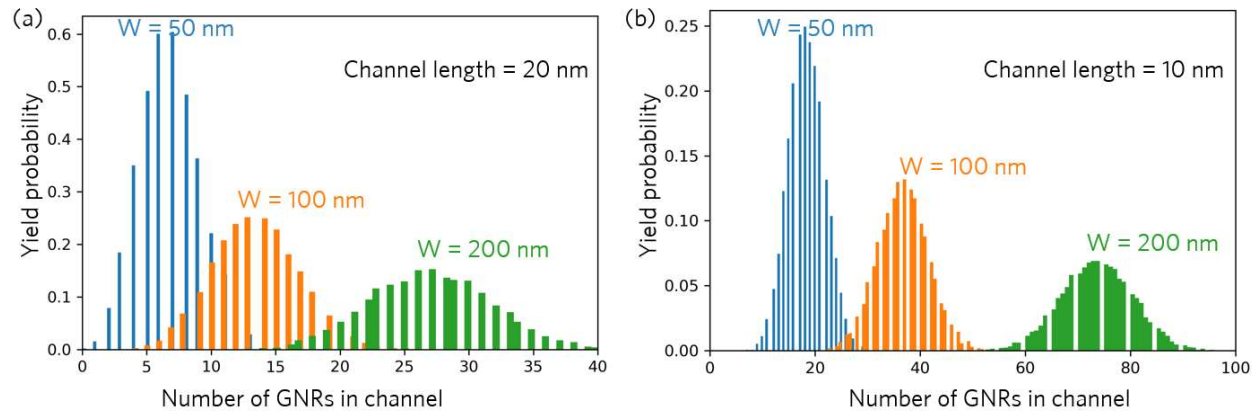 (a)
W = 50 nm
Channel length = 20 nm
W = 100 nm
W = 200 nm
Yield probability
0.6
0.5
0.4
0.3
0.2
0.1
0.0
0 5 10 15 20 25 30 35 40
Number of GNRs in channel
(b)
W = 50 nm
Channel length = 10 nm
W = 100 nm
W = 200 nm
Yield probability
0.25
0.20
0.15
0.10
0.05
0.00
0 20 40 60 80 100
Number of GNRs in channel